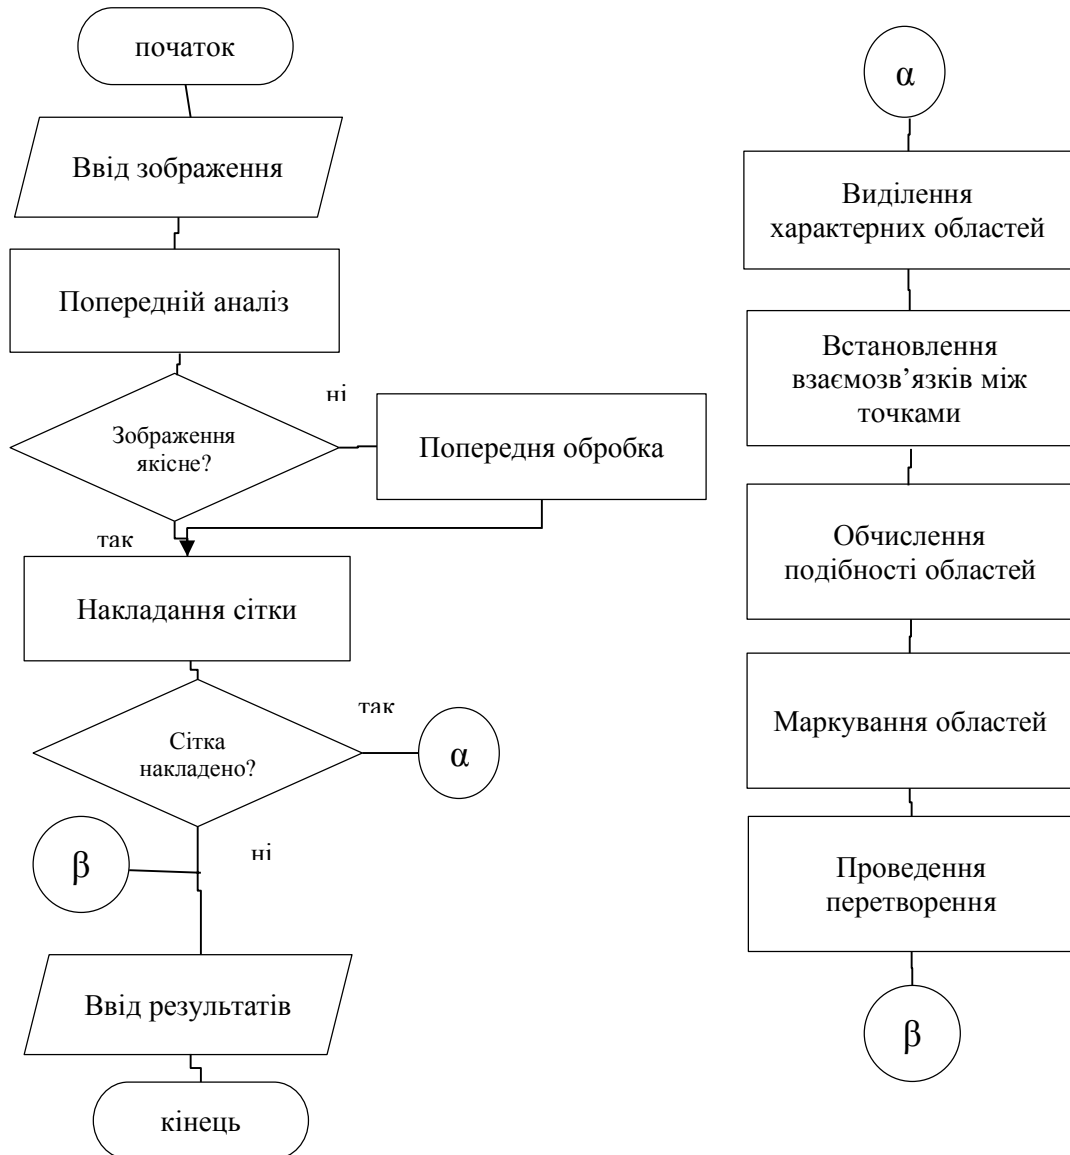 початок
Ввід зображення
Попередній аналіз
ні
Зображення
якісне?
Попередня обробка
так
Накладання сітки
так
Сітка
накладено?
α
β
ні
Ввід результатів
кінець
α
Виділення
характерних областей
Встановлення
взаємозв’язків між
точками
Обчислення
подібності областей
Маркування областей
Проведення
перетворення
β